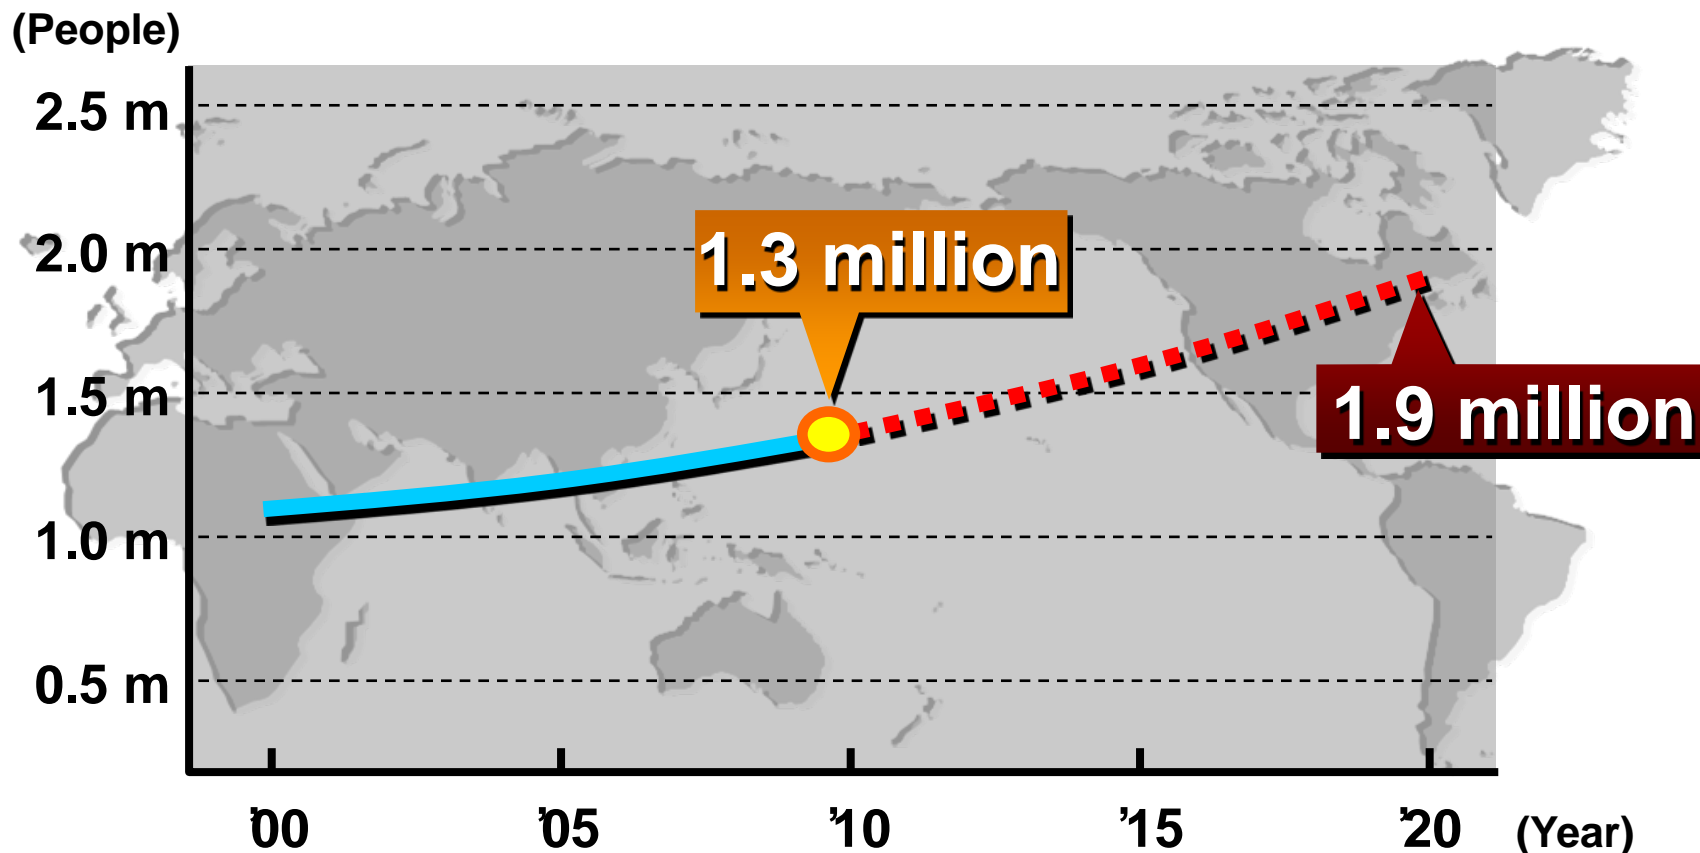 (People)
2.5 m
2.0 m
1.5 m
1.0 m
0.5 m
1.3 million
1.9 million
’00 ’05 ’10 ’15 ’20 (Year)